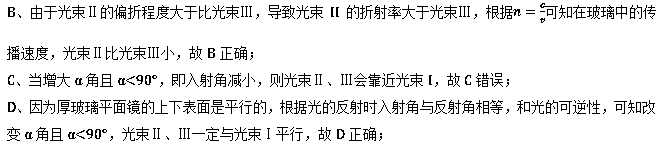 B、由于光束Ⅱ的偏折程度大于比光束Ⅲ，导致光束 Ⅱ 的折射率大于光束Ⅲ，根据n=c/v可知在玻璃中的传
播速度，光束Ⅱ比光束Ⅲ小，故 B 正确；
C、当增大 α 角且 α<90°，即入射角减小，则光束Ⅱ、Ⅲ会靠近光束 I，故 C 错误；
D、因为厚玻璃平面镜的上下表面是平行的，根据光的反射时入射角与反射角相等，和光的可逆性，可知改
变 α 角且 α<90°，光束Ⅱ、Ⅲ一定与光束Ⅰ平行，故 D 正确；